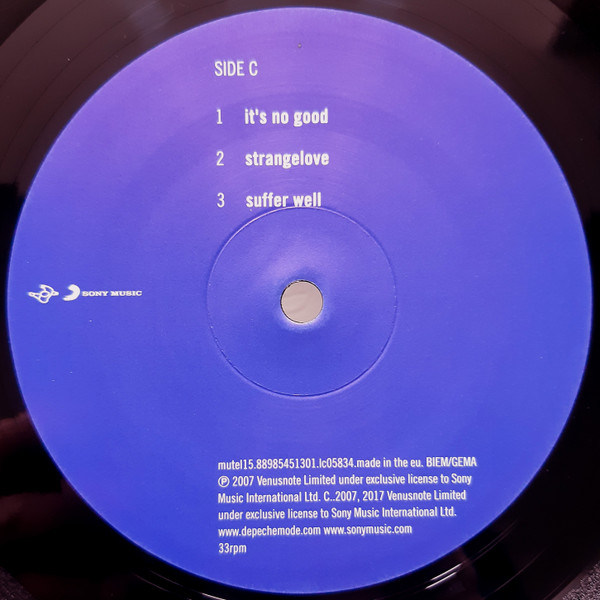 SIDE C
1 it's no good
2 strangelove
3 suffer well
SONY MUSIC
mutel15.88985451301.lc05834.made in the eu. BIEM/GEMA
℗ 2007 Venusnote Limited under exclusive license to Sony
Music International Ltd. C..2007, 2017 Venusnote Limited
under exclusive license to Sony Music International Ltd.
www.depechemode.com www.sonymusic.com
33rpm